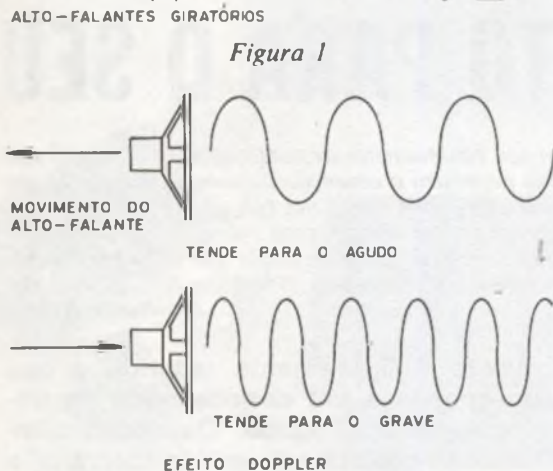 ALTO-FALANTES GIRATÓRIOS
Figura 1
MOVIMENTO DO
ALTO-FALANTE
TENDE PARA O AGUDO
TENDE PARA O GRAVE
EFEITO DOPPLER